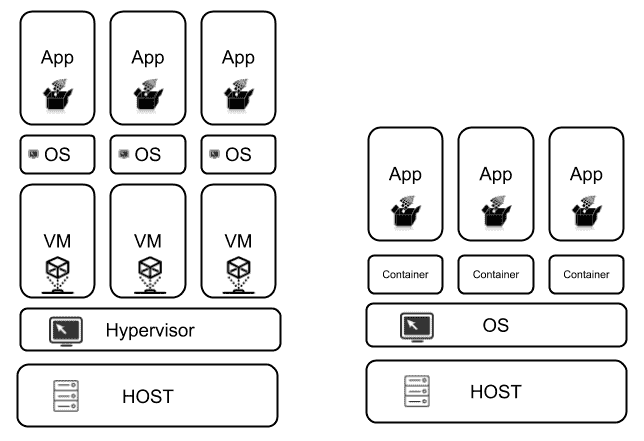 App App App
OS OS OS
VM VM VM
Hypervisor
HOST
App App App
Container Container Container
OS
HOST